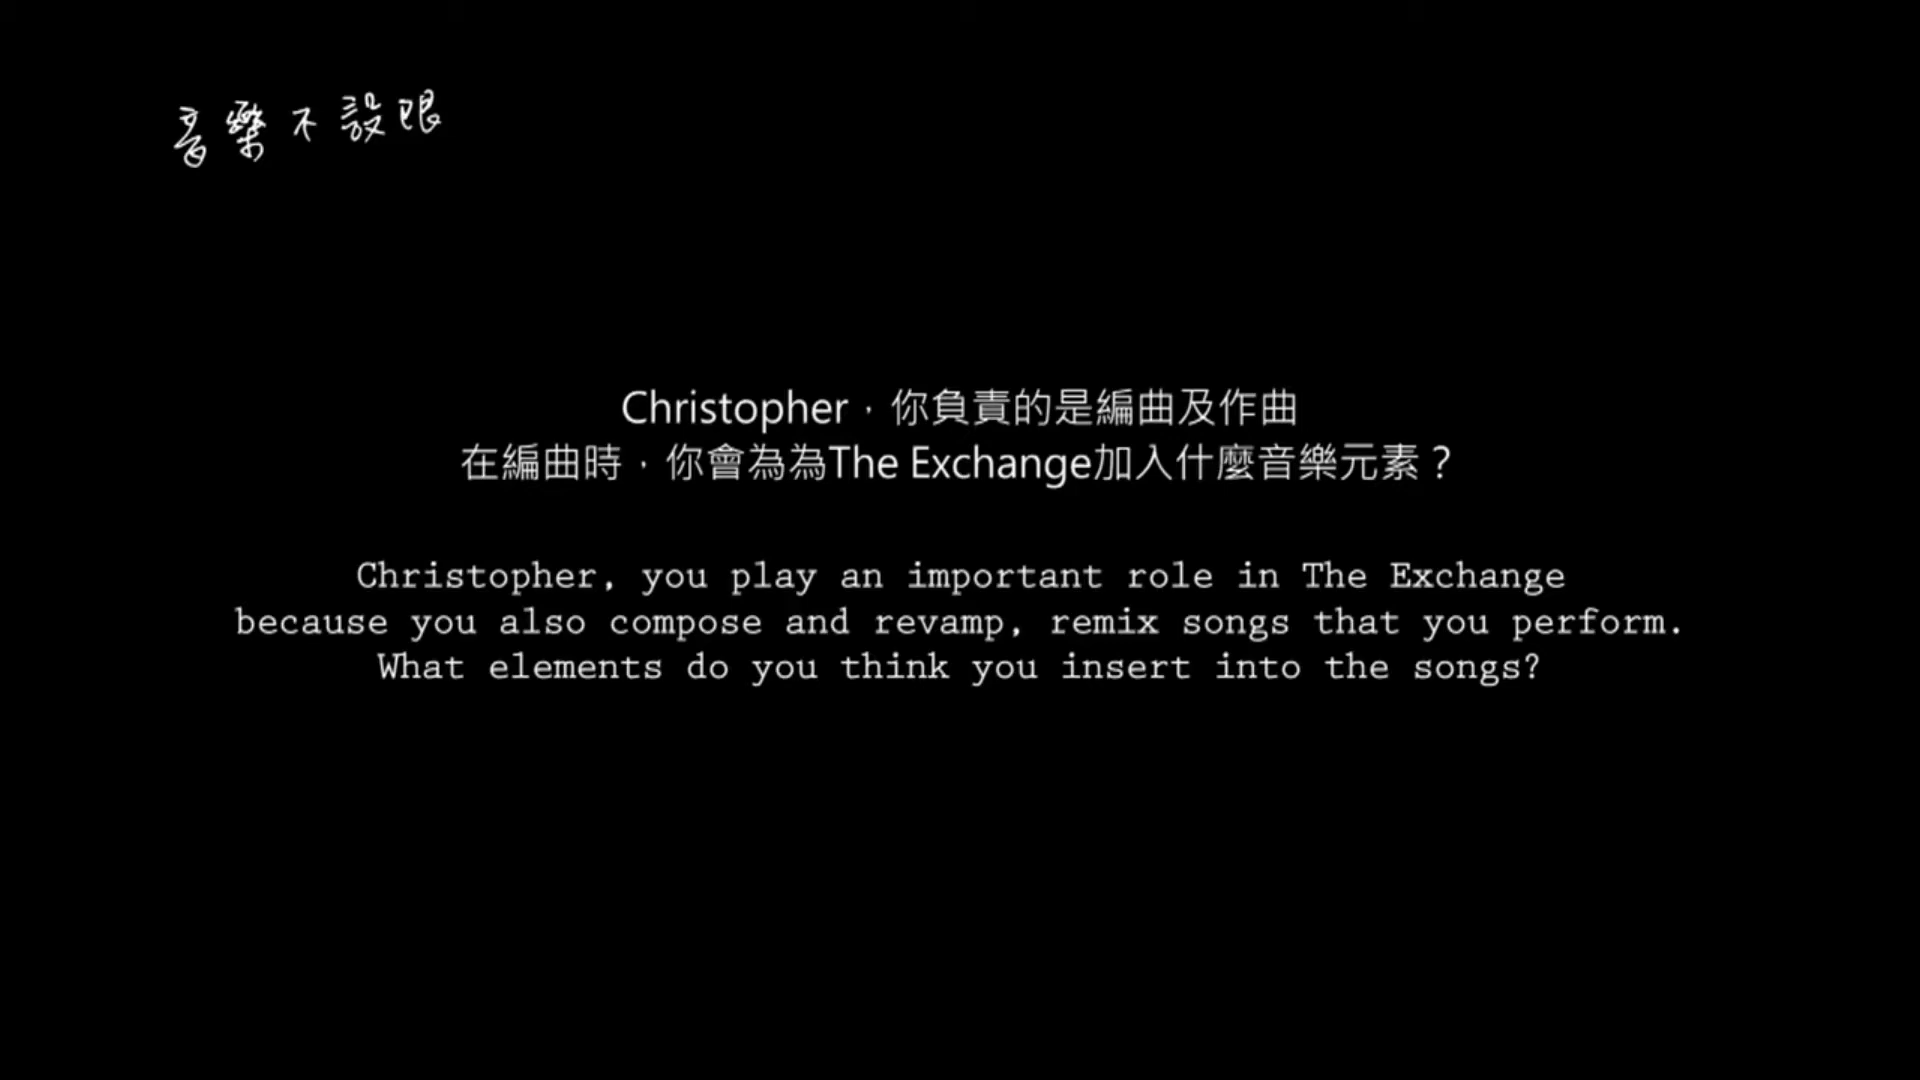 音樂不設限
Christopher，你負責的是編曲及作曲
在編曲時，你會為為The Exchange加入什麼音樂元素？
Christopher, you play an important role in The Exchange
because you also compose and revamp, remix songs that you perform.
What elements do you think you insert into the songs?